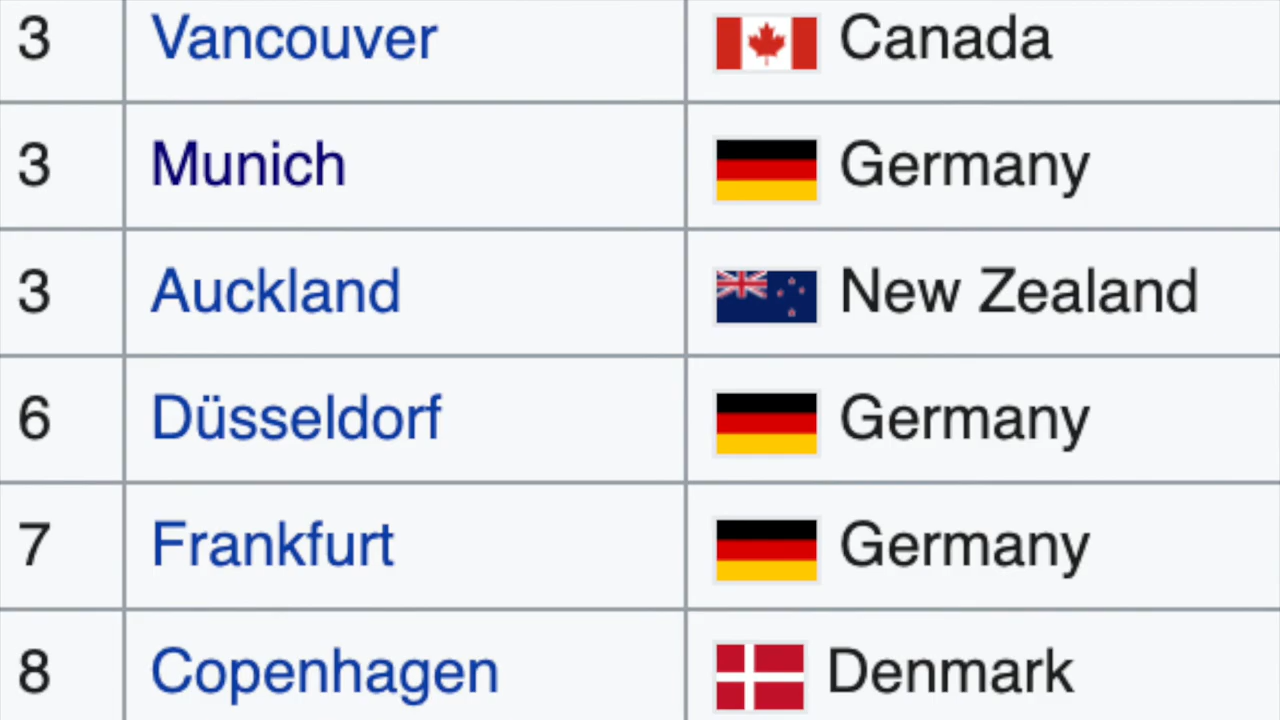 3 Vancouver Canada
3 Munich Germany
3 Auckland New Zealand
6 Düsseldorf Germany
7 Frankfurt Germany
8 Copenhagen Denmark